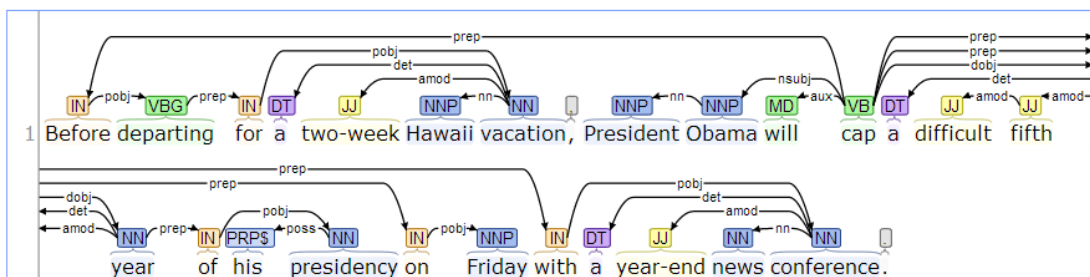 prep prep
pobj prep
det nsubj dobj
pobj prep amod nn nn aux amod amod det
IN VBG IN DT JJ NNP NN , NNP NNP MD VB DT JJ JJ
1 Before departing for a two-week Hawaii vacation, President Obama will cap a difficult fifth
prep
prep pobj
dobj det
det pobj amod
amod prep poss pobj nn
NN IN PRP$ NN IN NNP IN DT JJ NN NN .
year of his presidency on Friday with a year-end news conference.